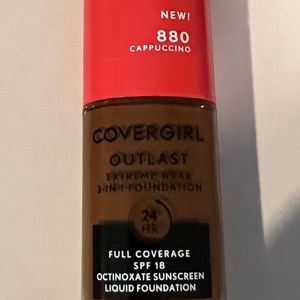 NEW!
880
CAPPUCCINO
COVERGIRL
OUTLAST
EXTREME WEAR
3-IN-1 FOUNDATION
24
HR
FULL COVERAGE
SPF 18
OCTINOXATE SUNSCREEN
LIQUID FOUNDATION